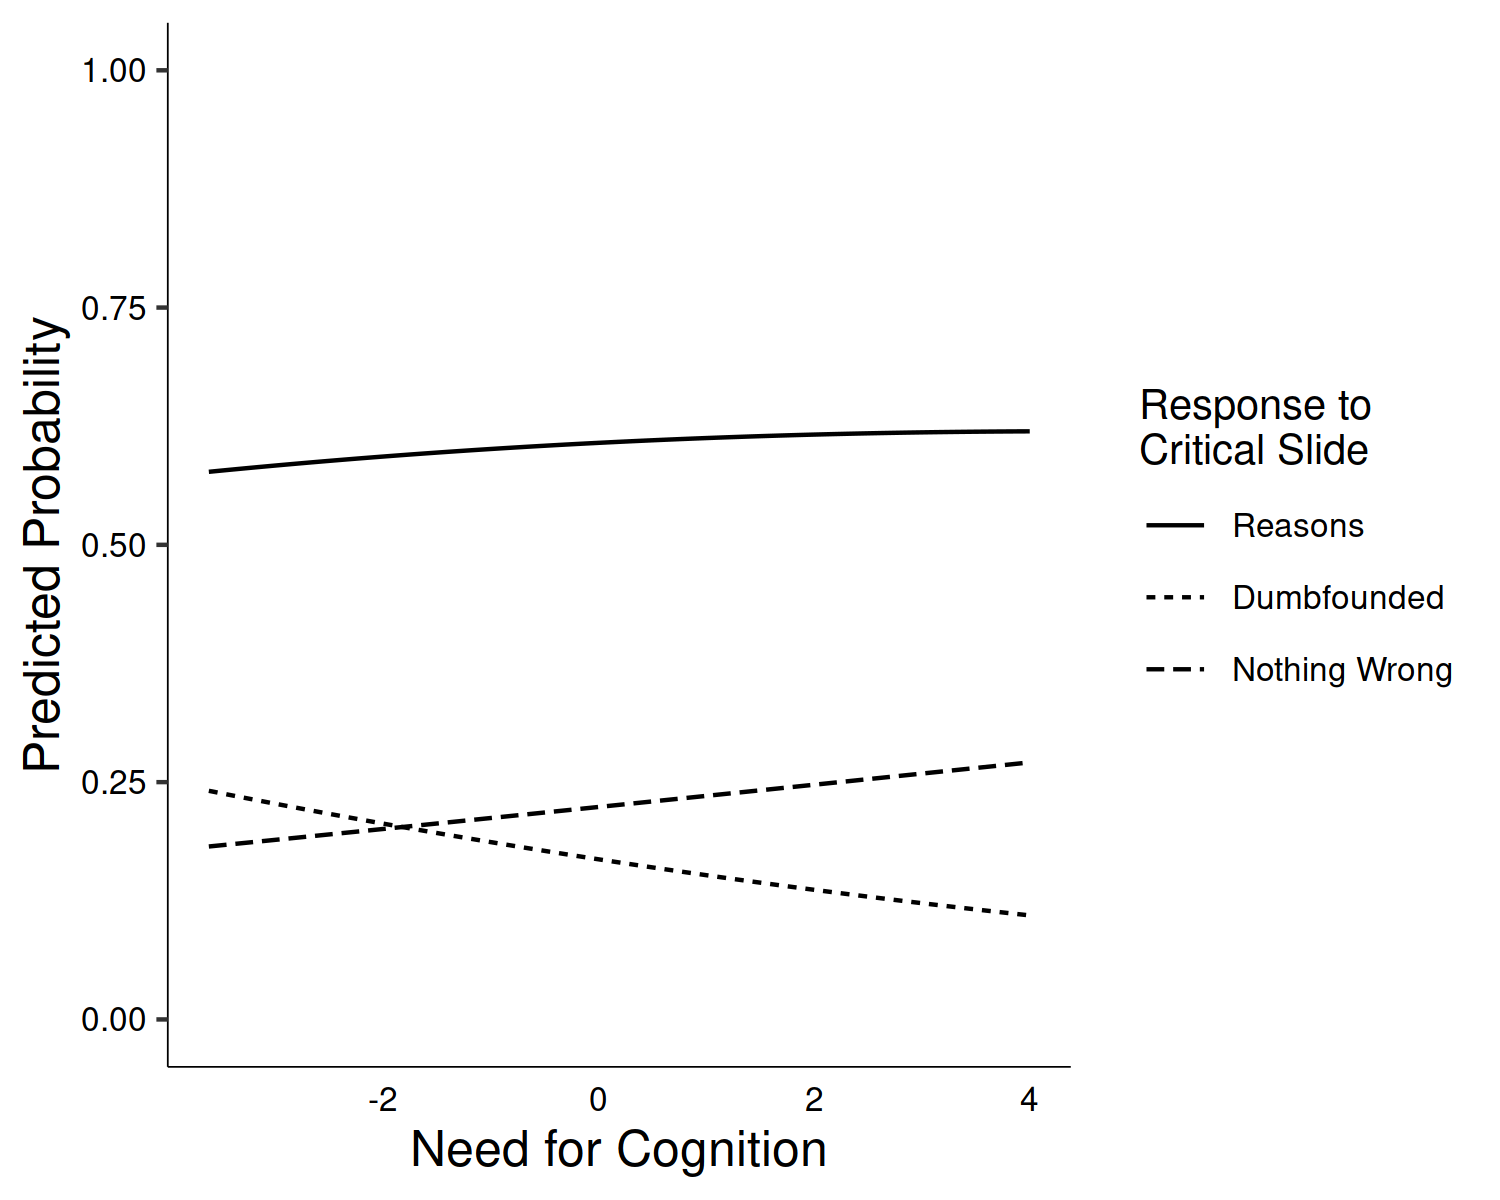 1.00
0.75
0.50
0.25
0.00
Predicted Probability
-2 0 2 4
Need for Cognition
Response to
Critical Slide
Reasons
Dumbfounded
Nothing Wrong